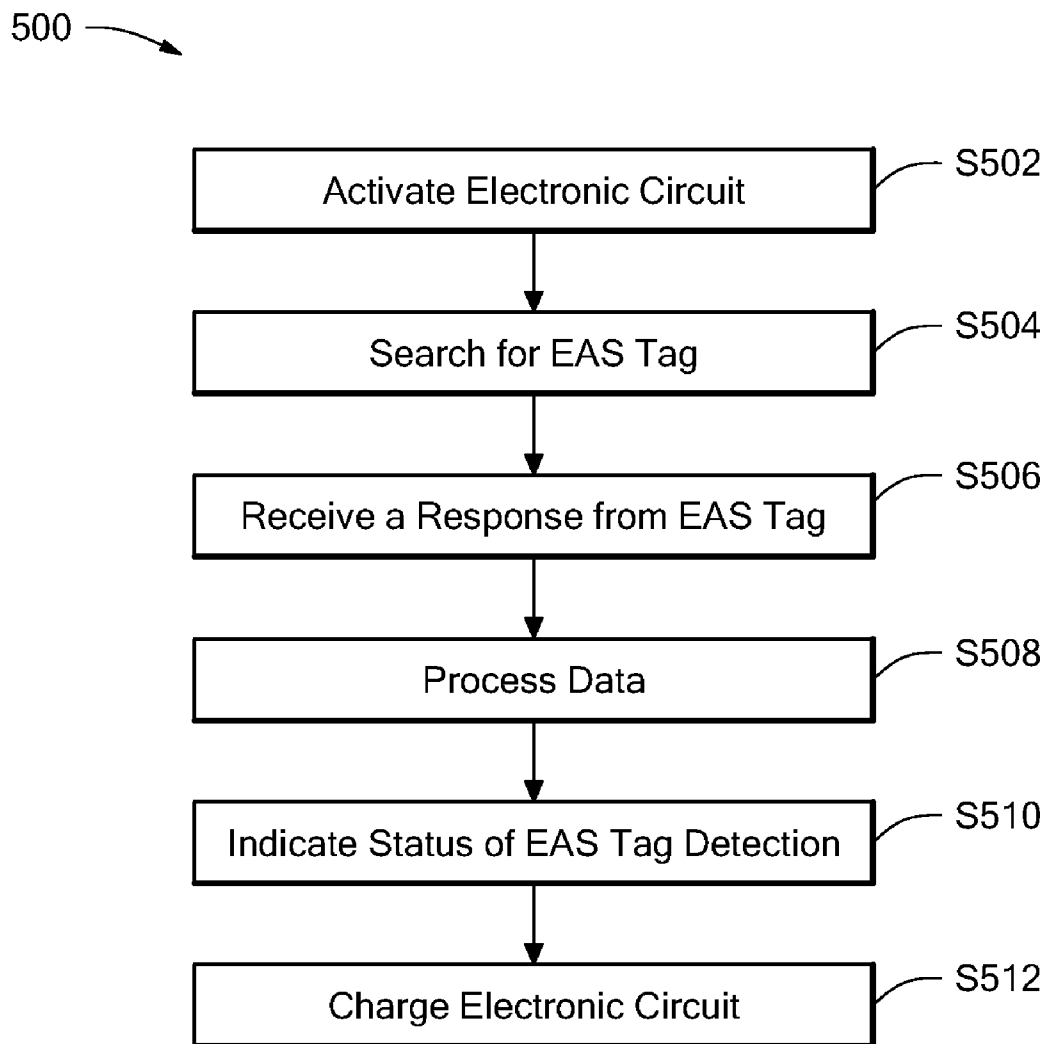 500
Activate Electronic Circuit
S502
Search for EAS Tag
S504
Receive a Response from EAS Tag
S506
Process Data
S508
Indicate Status of EAS Tag Detection
S510
Charge Electronic Circuit
S512